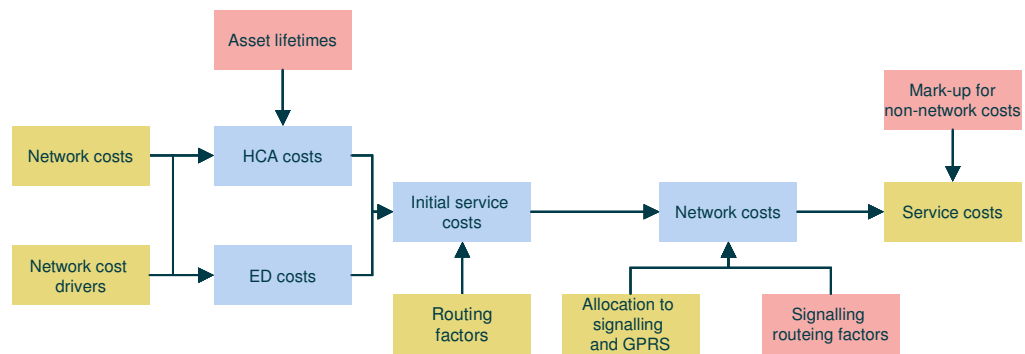 Asset lifetimes
Mark-up for
non-network costs
Network costs
HCA costs
Initial service
costs
Network costs
Service costs
Network cost
drivers
ED costs
Routing
factors
Allocation to
signalling
and GPRS
Signalling
routeing factors